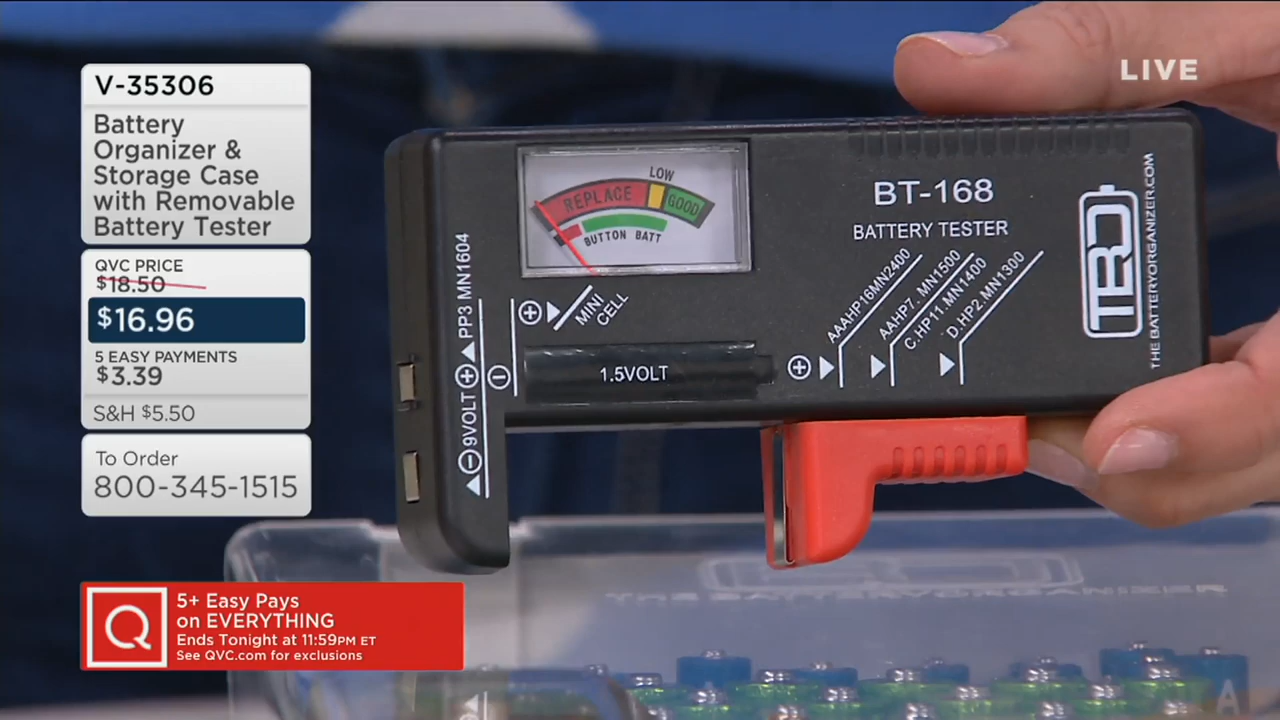 V-35306
Battery
Organizer &
Storage Case
with Removable
Battery Tester
QVC PRICE
$18.50
$16.96
5 EASY PAYMENTS
$3.39
S&H $5.50
To Order
800-345-1515
Q
5+ Easy Pays
on EVERYTHING
Ends Tonight at 11:59PM ET
See QVC.com for exclusions
LIVE
LOW
REPLACE
GOOD
BUTTON BATT
BT-168
BATTERY TESTER
AAAHP16MN2400
AAHP7. MN1500
C.HP11.MN1400
D.HP2.MN1300
MINI
CELL
1.5VOLT
9VOLT
PP3 MN1604
TBO
THE BATTERYORGANIZER.COM
THE BATTERYORGANIZER
A